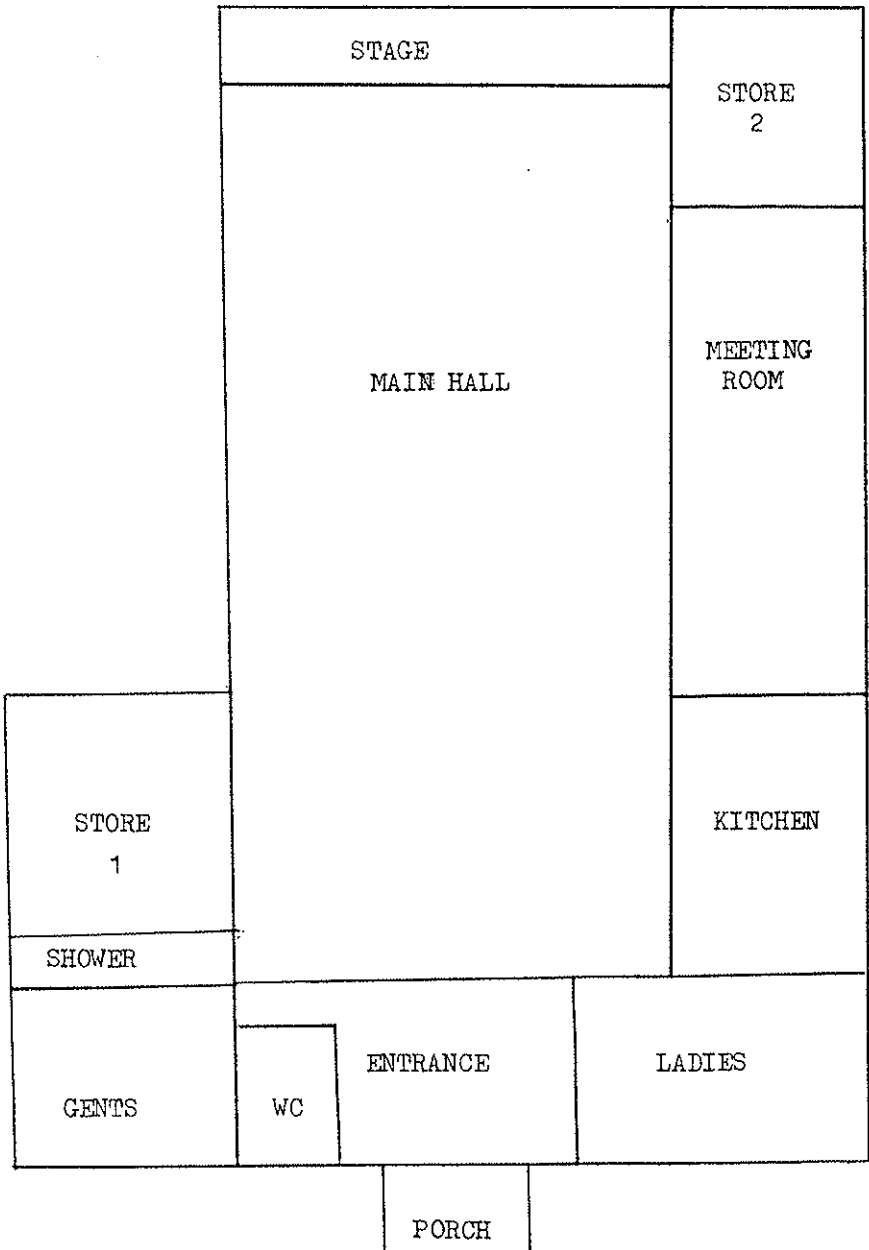 STAGE
STORE
2
MEETING
ROOM
MAIN HALL
STORE
1
KITCHEN
SHOWER
ENTRANCE
LADIES
GENTS
WC
PORCH